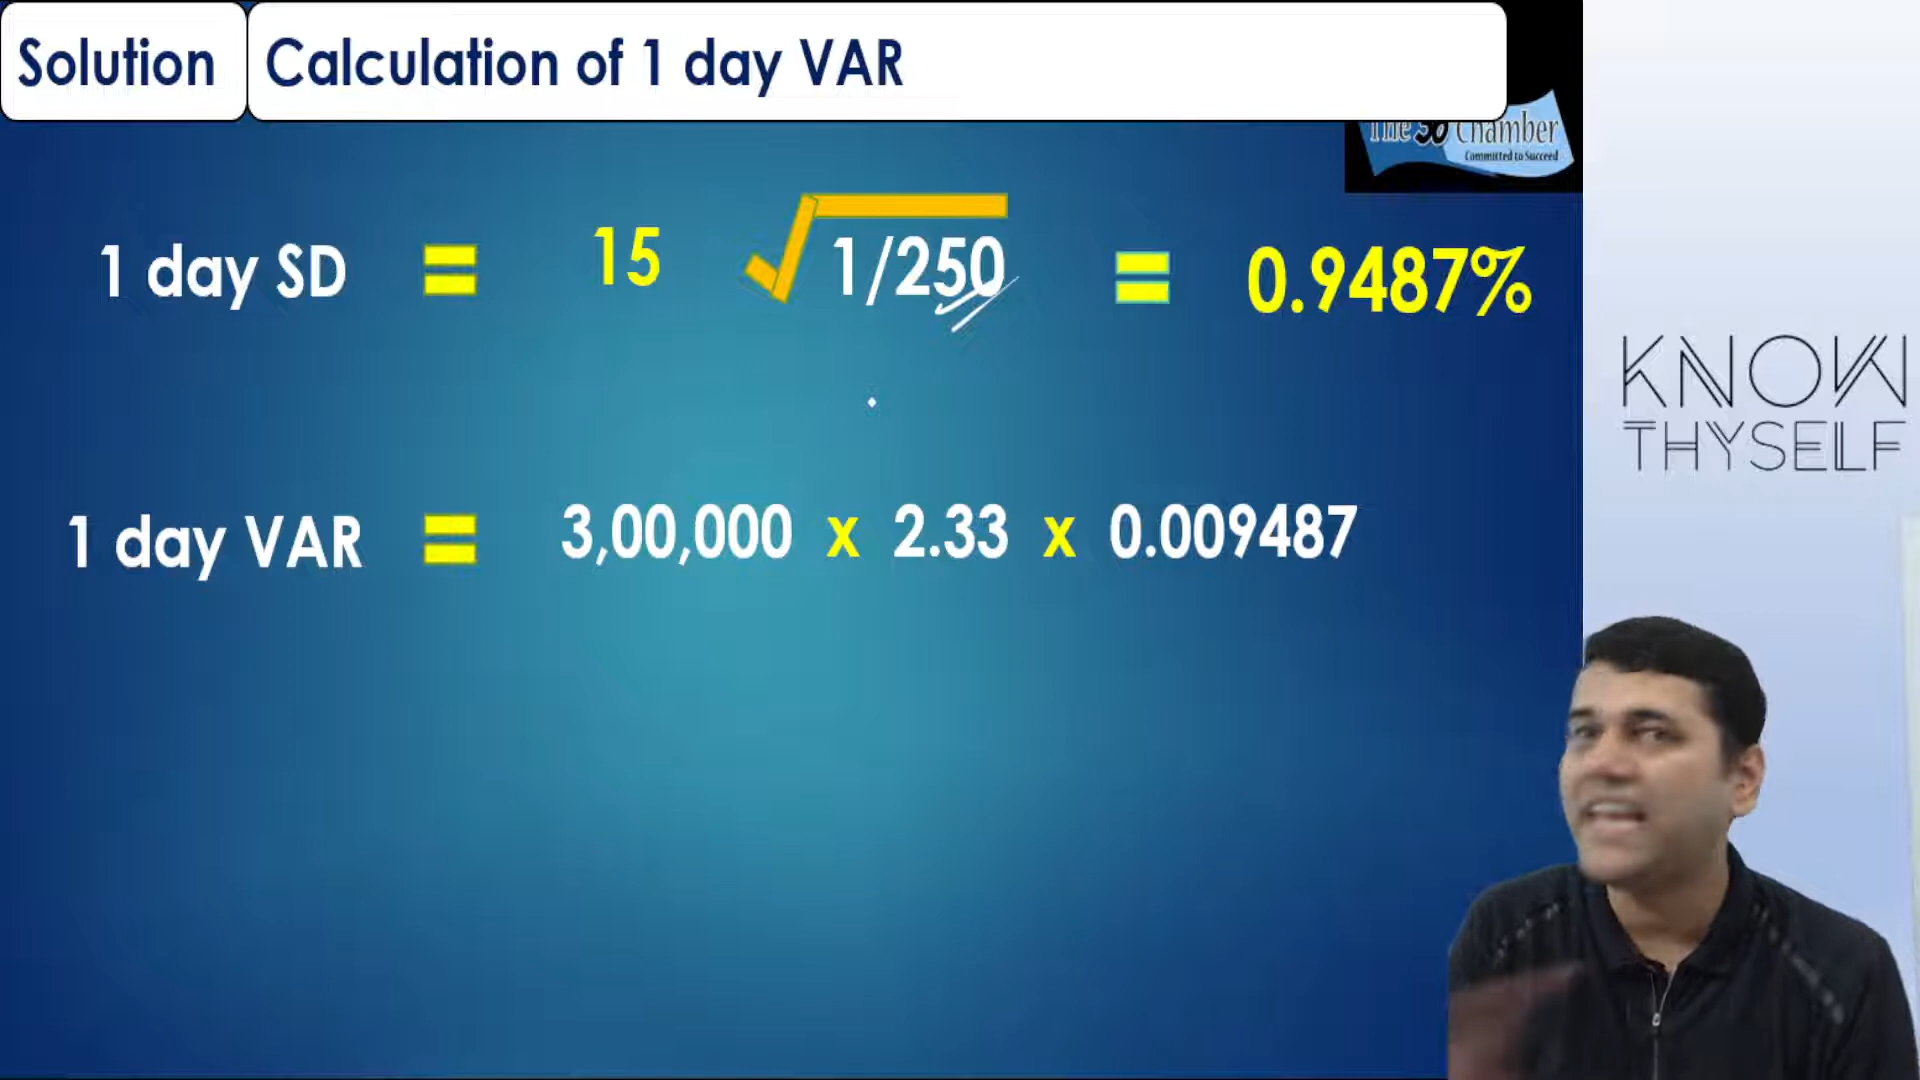 Solution
Calculation of 1 day VAR
The SD Chamber
Committed to Succeed
1 day SD = 15 √1/250 = 0.9487%
KNOW
THYSELF
1 day VAR = 3,00,000 x 2.33 x 0.009487